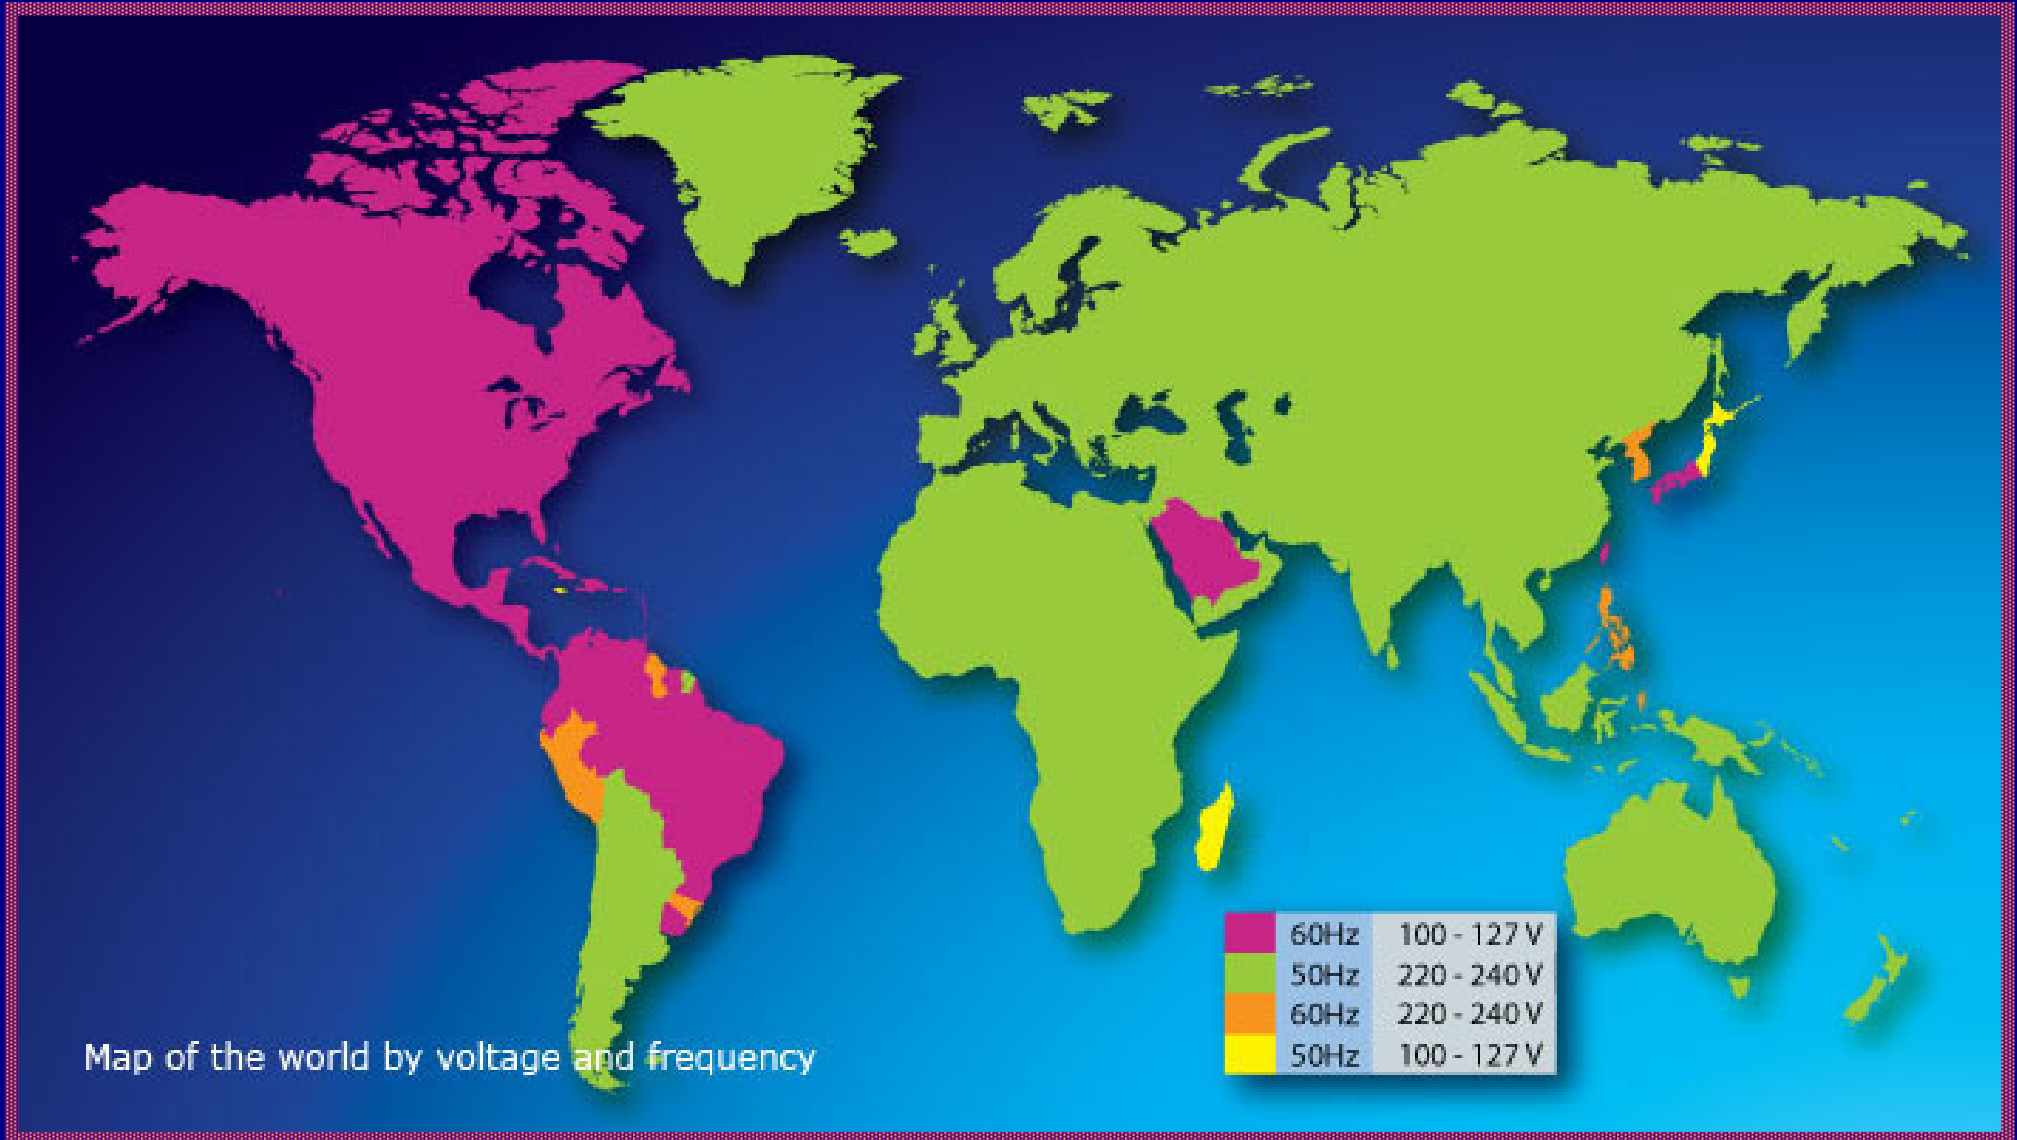 60Hz 100 - 127 V
50Hz 220 - 240 V
60Hz 220 - 240 V
50Hz 100 - 127 V
Map of the world by voltage and frequency